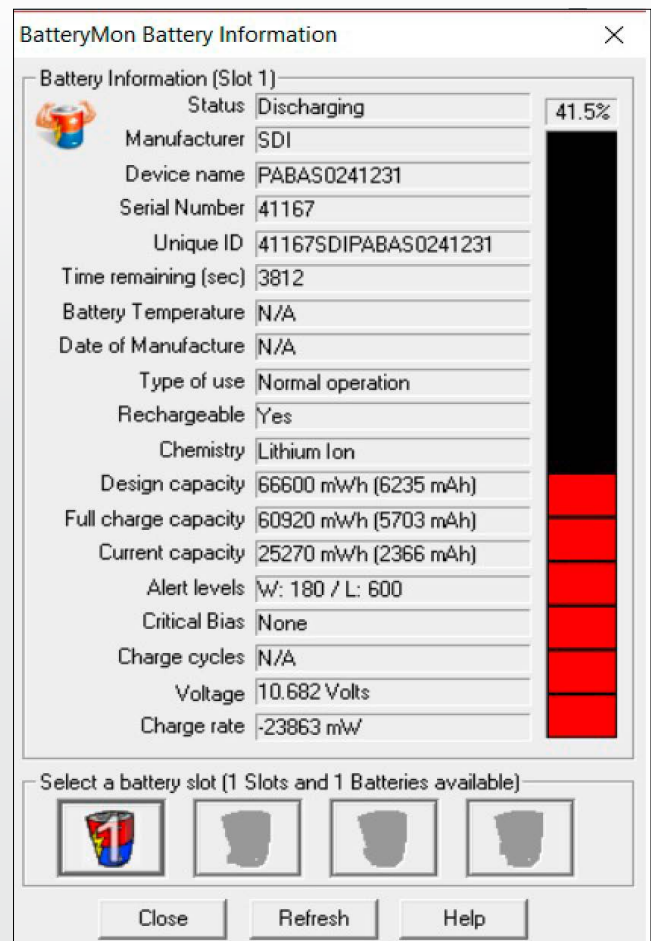 BatteryMon Battery Information
Battery Information (Slot 1)
Status Discharging
41.5%
Manufacturer SDI
Device name PABAS0241231
Serial Number 41167
Unique ID 41167SDIPABAS0241231
Time remaining (sec) 3812
Battery Temperature N/A
Date of Manufacture N/A
Type of use Normal operation
Rechargeable Yes
Chemistry Lithium Ion
Design capacity 66600 mWh (6235 mAh)
Full charge capacity 60920 mWh (5703 mAh)
Current capacity 25270 mWh (2366 mAh)
Alert levels W: 180 / L: 600
Critical Bias None
Charge cycles N/A
Voltage 10.682 Volts
Charge rate -23863 mW
Select a battery slot (1 Slots and 1 Batteries available)
1
Close Refresh Help